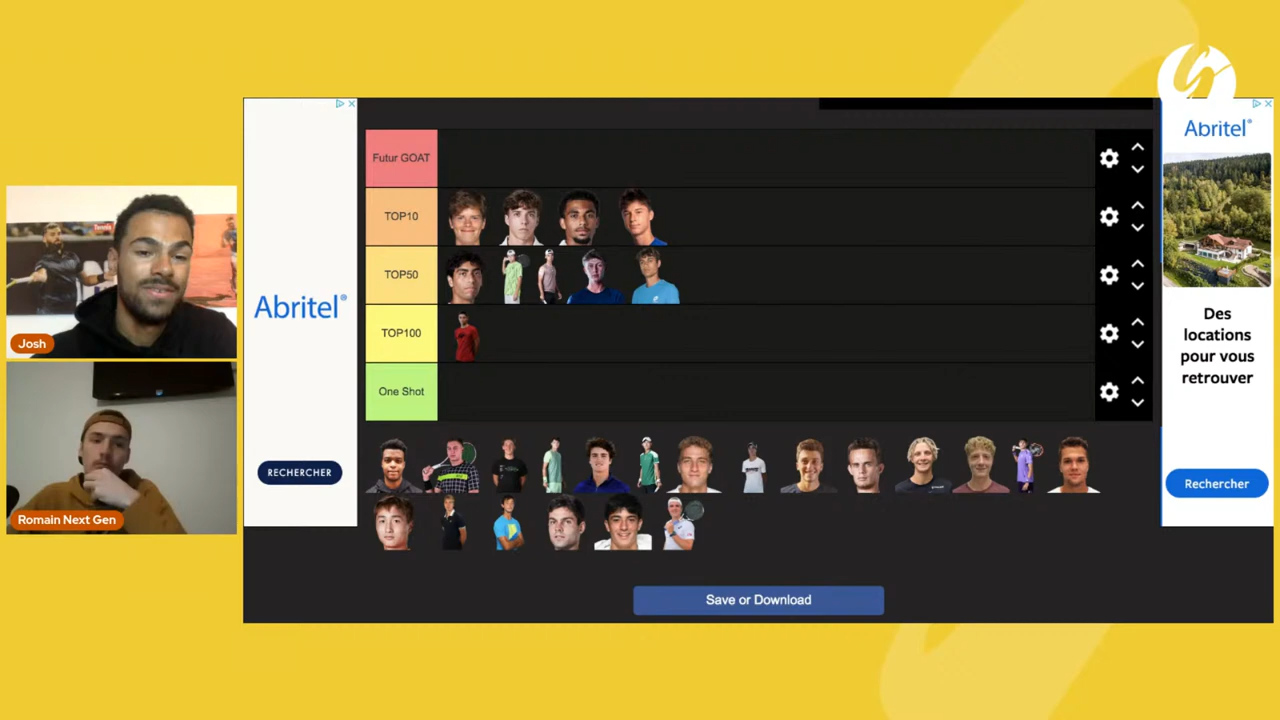 Josh
Romain Next Gen
Abritel®
RECHERCHER
Futur GOAT
TOP10
TOP50
TOP100
One Shot
Save or Download
Abritel®
Des
locations
pour vous
retrouver
Rechercher